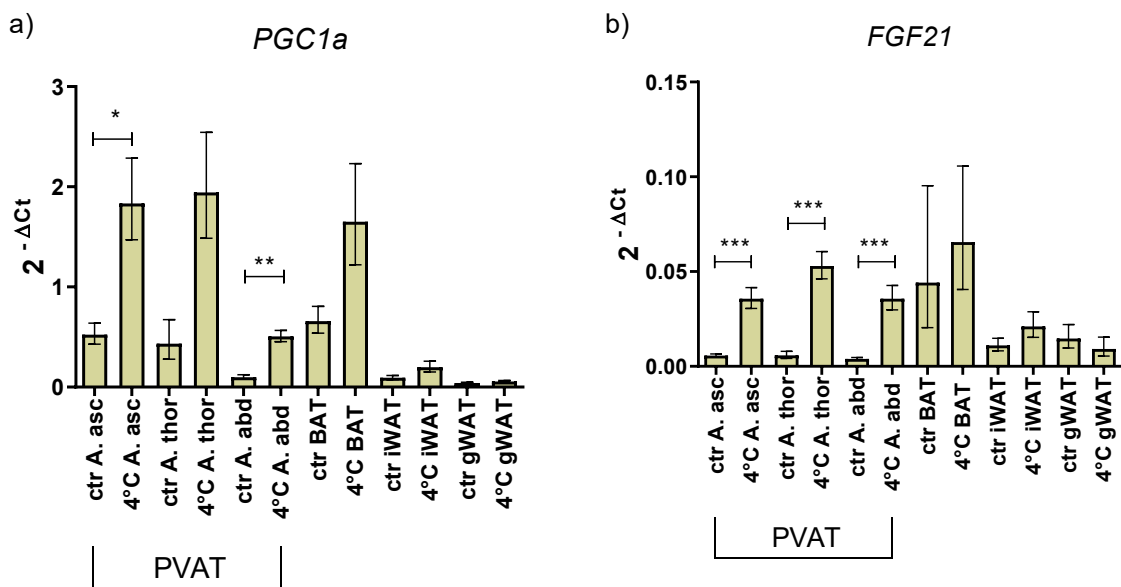 a)
PGC1a
2 - ΔCt
3
2
1
0
*
**
ctr A. asc
4°C A. asc
ctr A. thor
4°C A. thor
ctr A. abd
4°C A. abd
ctr BAT
4°C BAT
ctr iWAT
4°C iWAT
ctr gWAT
4°C gWAT
PVAT
b)
FGF21
2 - ΔCt
0.15
0.10
0.05
0.00
***
***
***
ctr A. asc
4°C A. asc
ctr A. thor
4°C A. thor
ctr A. abd
4°C A. abd
ctr BAT
4°C BAT
ctr iWAT
4°C iWAT
ctr gWAT
4°C gWAT
PVAT